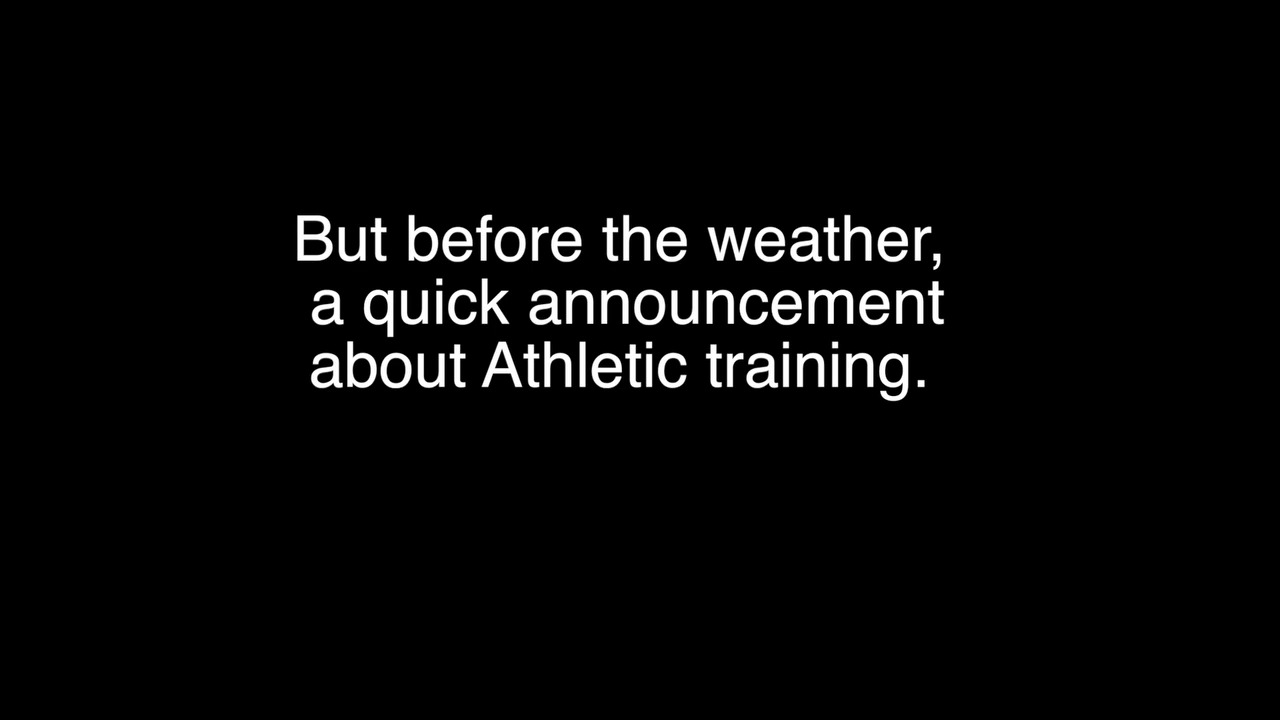 But before the weather,
a quick announcement
about Athletic training.